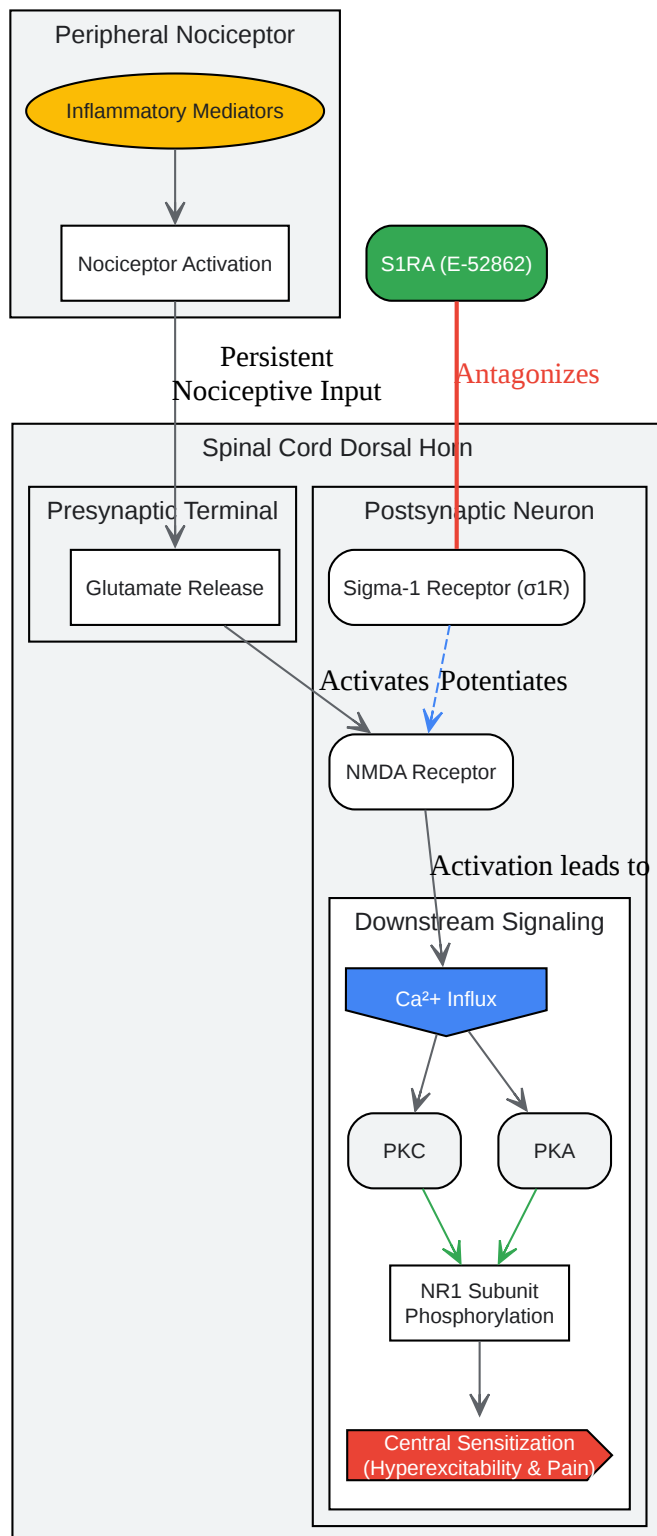 Peripheral Nociceptor
Inflammatory Mediators
Nociceptor Activation
S1RA (E-52862)
Persistent
Nociceptive Input
Antagonizes
Spinal Cord Dorsal Horn
Presynaptic Terminal
Postsynaptic Neuron
Glutamate Release
Sigma-1 Receptor (σ1R)
Activates
Potentiates
NMDA Receptor
Activation leads to
Downstream Signaling
Ca²+ Influx
PKC
PKA
NR1 Subunit
Phosphorylation
Central Sensitization
(Hyperexcitability & Pain)